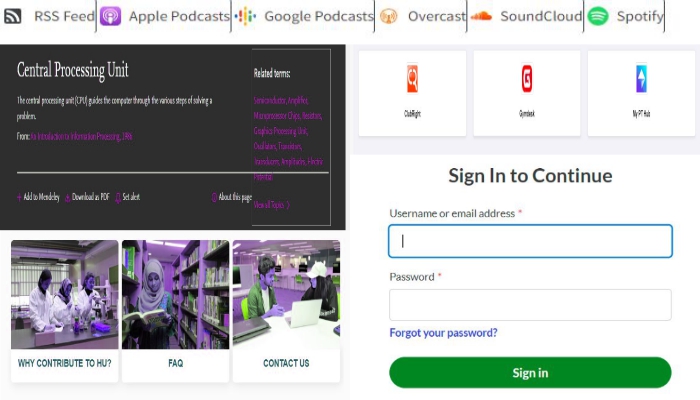 RSS Feed Apple Podcasts Google Podcasts Overcast SoundCloud Spotify
Central Processing Unit
The central processing unit (CPU) guides the computer through the various steps of solving a
problem.
From: An Introduction to Information Processing, 1986
Add to Mendeley Download as PDF Set alert About this page
Related terms:
Semiconductor, Amplifier,
Microprocessor Chips, Resistors,
Graphics Processing Unit,
Oscillators, Transistors,
Transducers, Amplitudes, Electric
Potential
View all Topics
ClubRight Gymdesk My PT Hub
Sign In to Continue
Username or email address *
Password *
Forgot your password?
Sign in
WHY CONTRIBUTE TO HU? FAQ CONTACT US